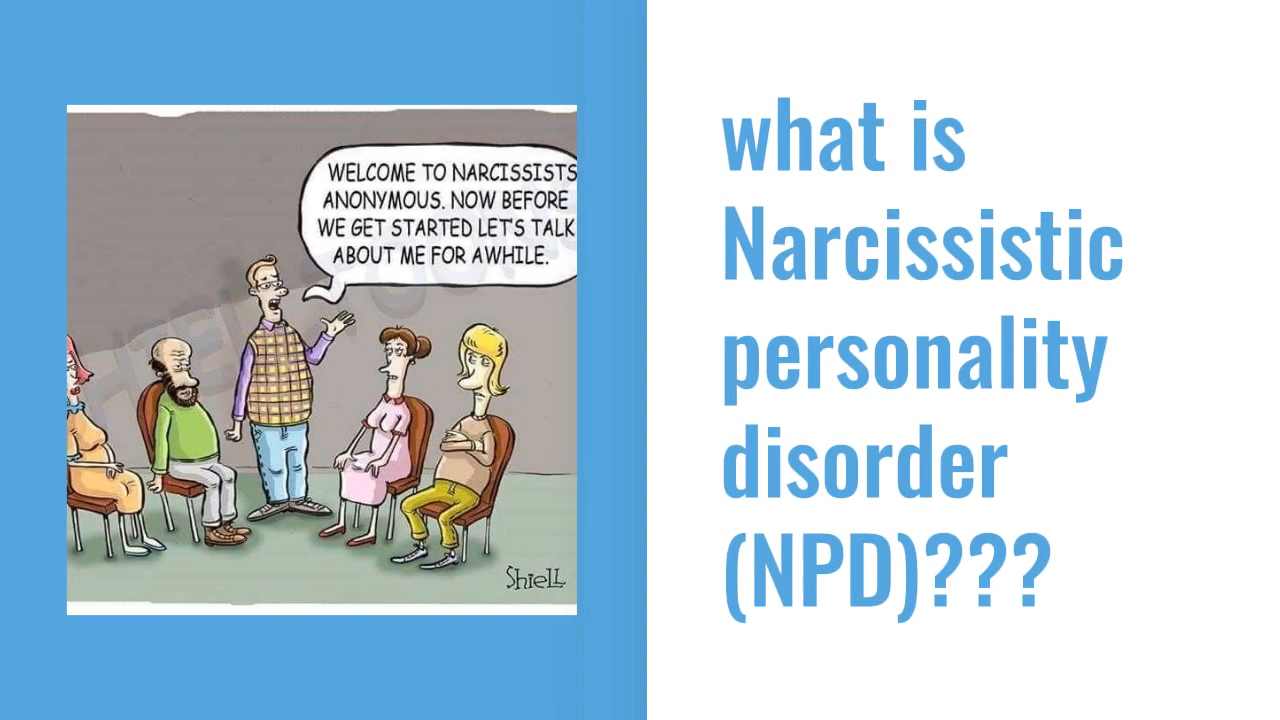 WELCOME TO NARCISSISTS
ANONYMOUS. NOW BEFORE
WE GET STARTED LET'S TALK
ABOUT ME FOR AWHILE.
ShieLL
what is
Narcissistic
personality
disorder
(NPD)???